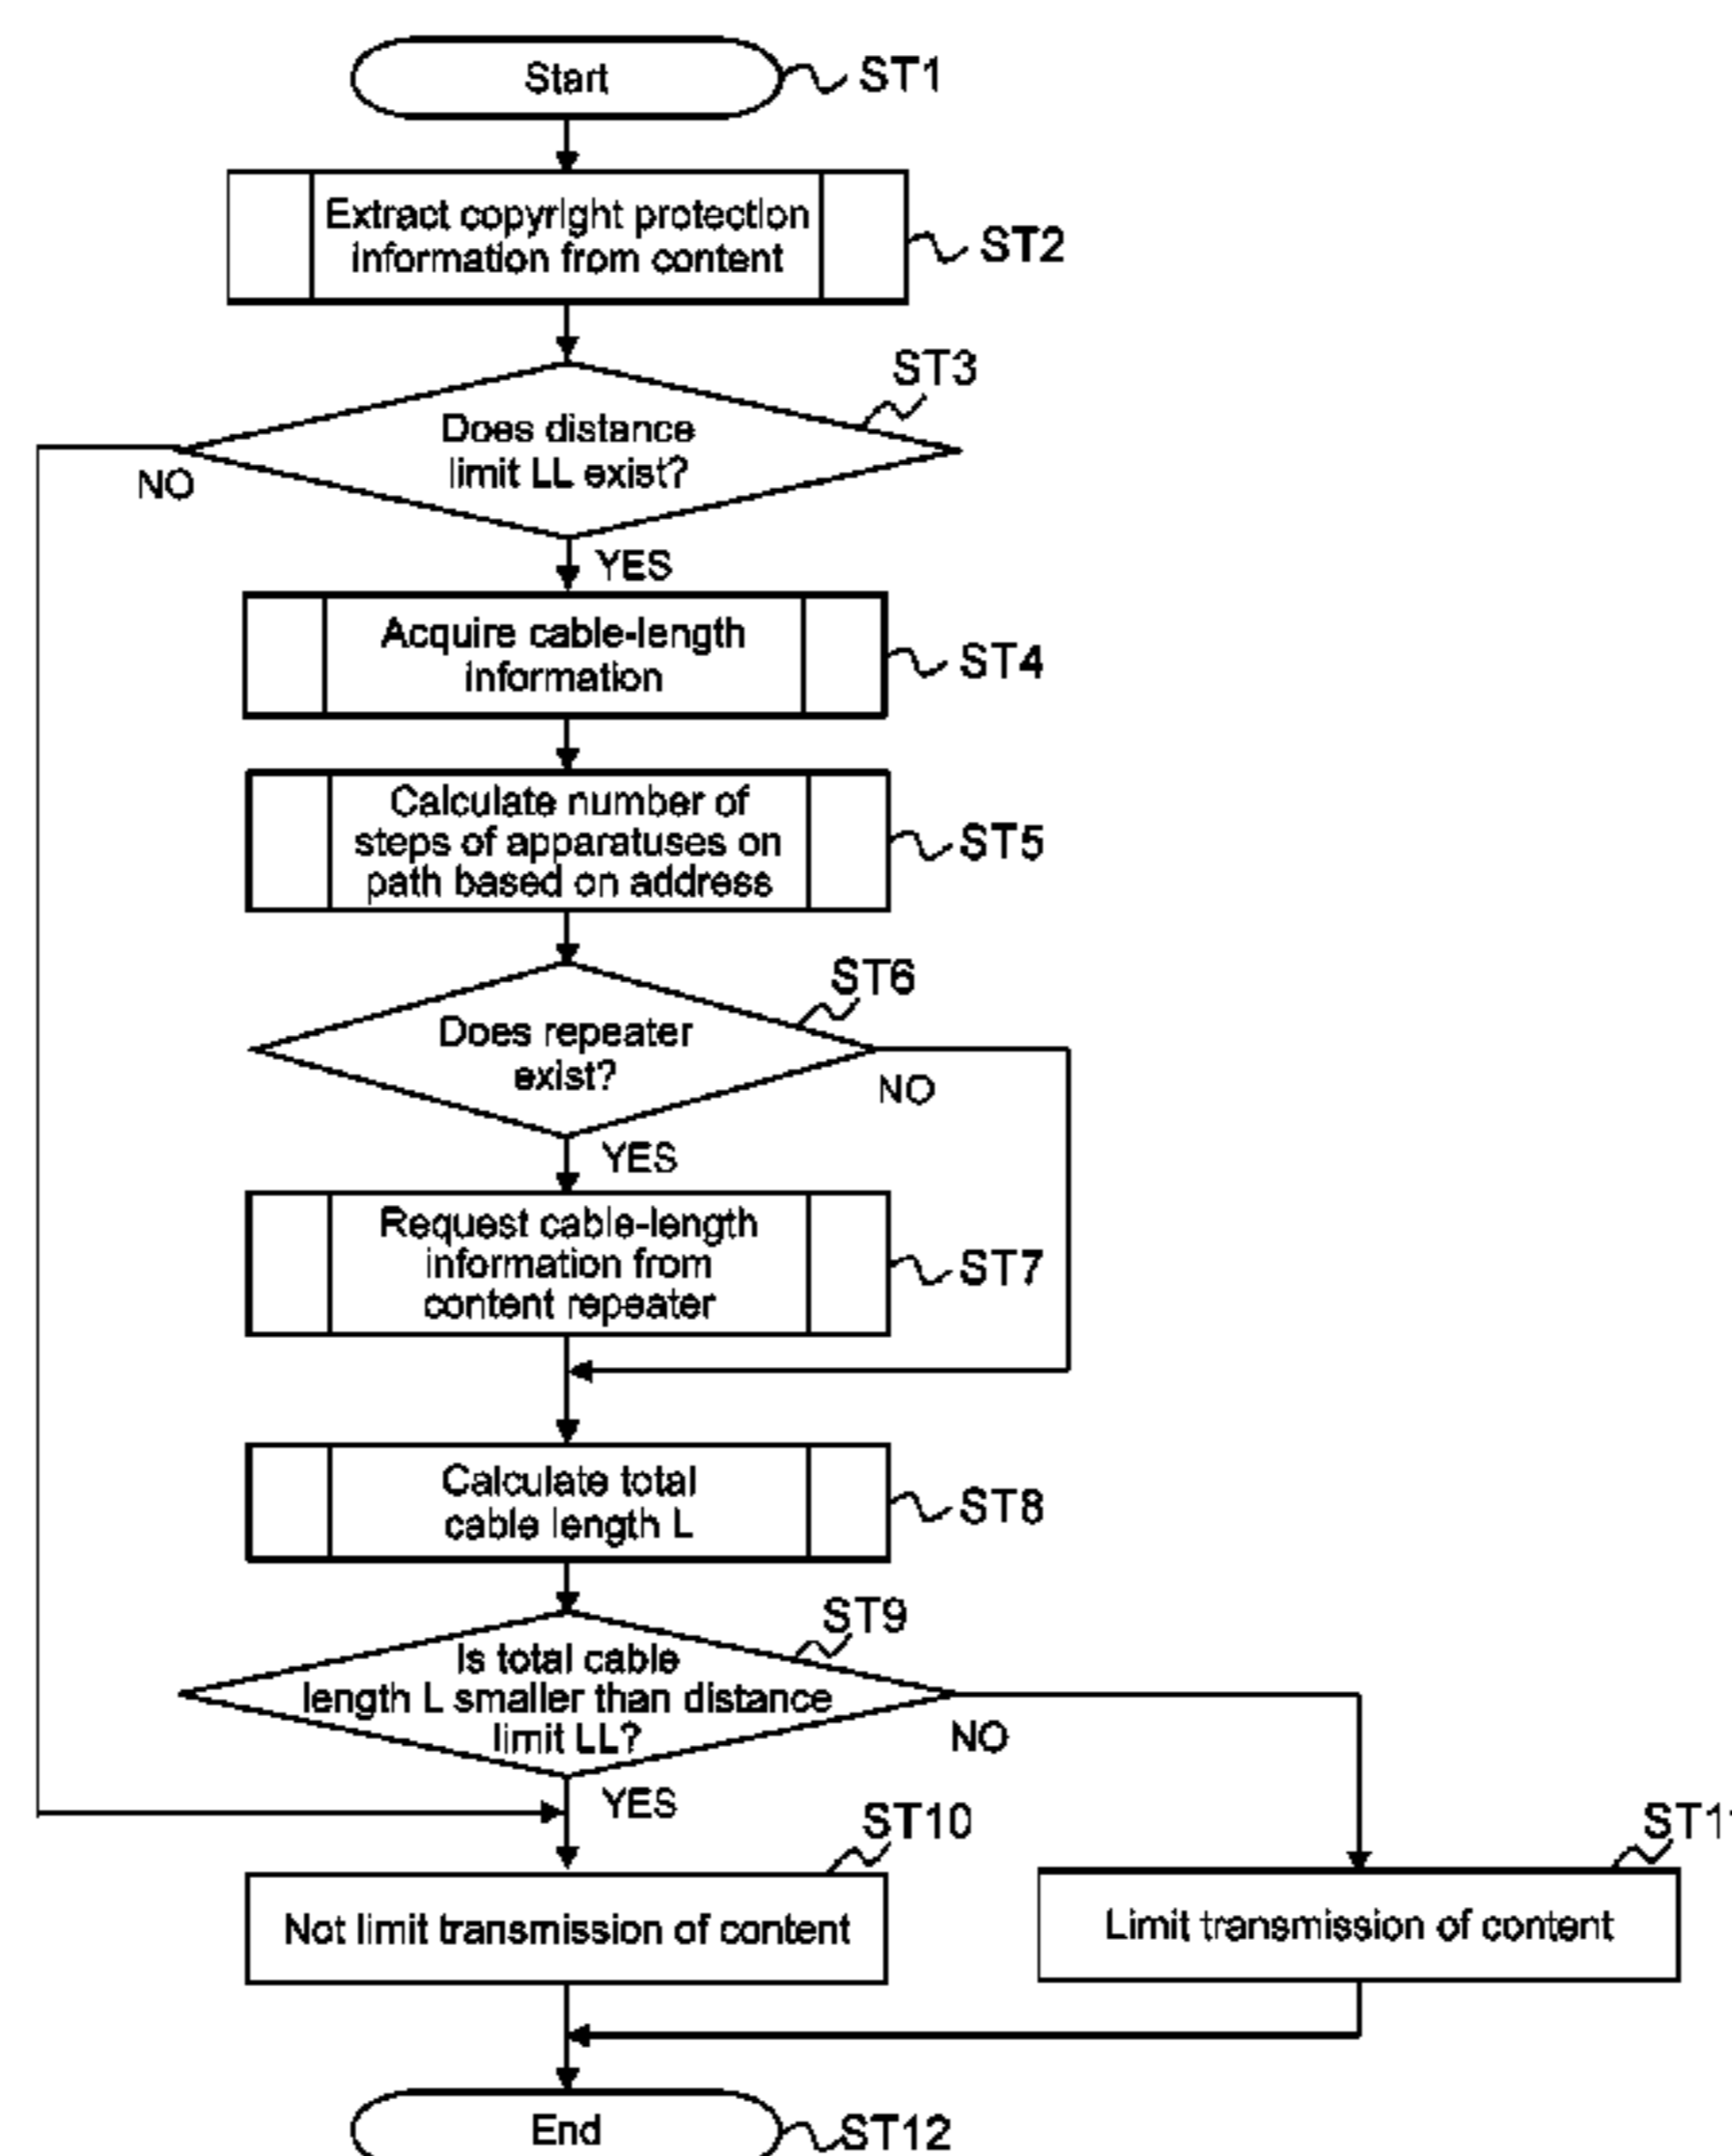 Start
ST1
Extract copyright protection
information from content
ST2
ST3
Does distance
limit LL exist?
NO
YES
Acquire cable-length
information
ST4
Calculate number of
steps of apparatuses on
path based on address
ST5
ST6
Does repeater
exist?
NO
YES
Request cable-length
information from
content repeater
ST7
Calculate total
cable length L
ST8
ST9
Is total cable
length L smaller than distance
limit LL?
NO
YES
ST10
ST11
Not limit transmission of content
Limit transmission of content
End
ST12